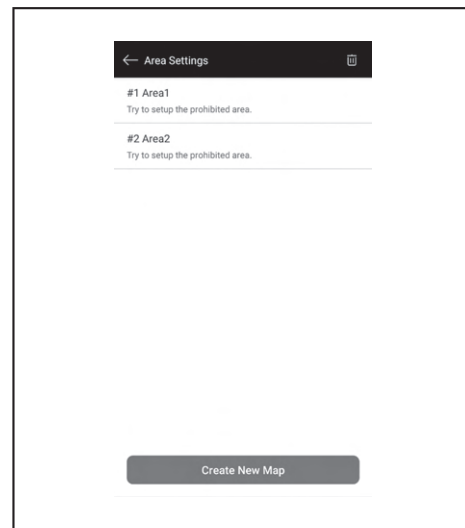 Area Settings
#1 Area1
Try to setup the prohibited area.
#2 Area2
Try to setup the prohibited area.
Create New Map